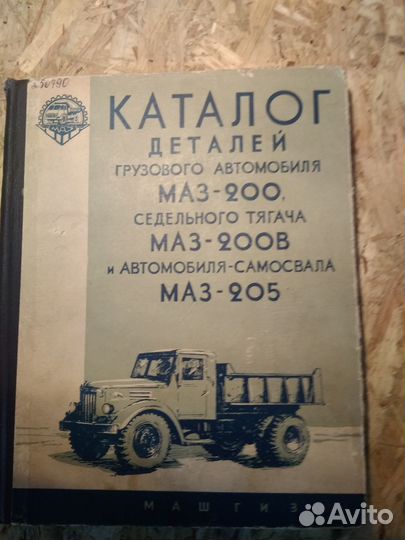 КАТАЛОГ
ДЕТАЛЕЙ
ГРУЗОВОГО АВТОМОБИЛЯ
МАЗ-200,
СЕДЕЛЬНОГО ТЯГАЧА
МАЗ-200В
И АВТОМОБИЛЯ-САМОСВАЛА
МАЗ-205
МАШГИЗ
Avito